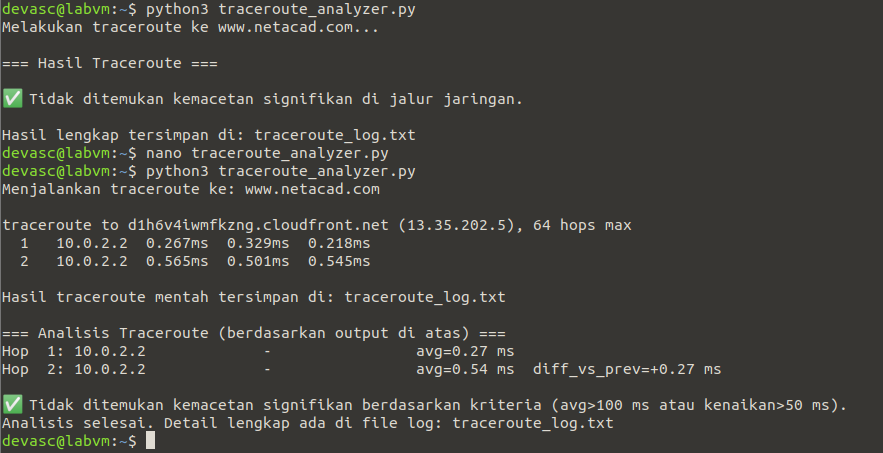 devasc@labvm:~$ python3 traceroute_analyzer.py
Melakukan traceroute ke www.netacad.com...
=== Hasil Traceroute ===
✅ Tidak ditemukan kemacetan signifikan di jalur jaringan.
Hasil lengkap tersimpan di: traceroute_log.txt
devasc@labvm:~$ nano traceroute_analyzer.py
devasc@labvm:~$ python3 traceroute_analyzer.py
Menjalankan traceroute ke: www.netacad.com
traceroute to d1h6v4iwmfkzng.cloudfront.net (13.35.202.5), 64 hops max
1 10.0.2.2 0.267ms 0.329ms 0.218ms
2 10.0.2.2 0.565ms 0.501ms 0.545ms
Hasil traceroute mentah tersimpan di: traceroute_log.txt
=== Analisis Traceroute (berdasarkan output di atas) ===
Hop 1: 10.0.2.2 - avg=0.27 ms
Hop 2: 10.0.2.2 - avg=0.54 ms diff_vs_prev=+0.27 ms
✅ Tidak ditemukan kemacetan signifikan berdasarkan kriteria (avg>100 ms atau kenaikan>50 ms).
Analisis selesai. Detail lengkap ada di file log: traceroute_log.txt
devasc@labvm:~$